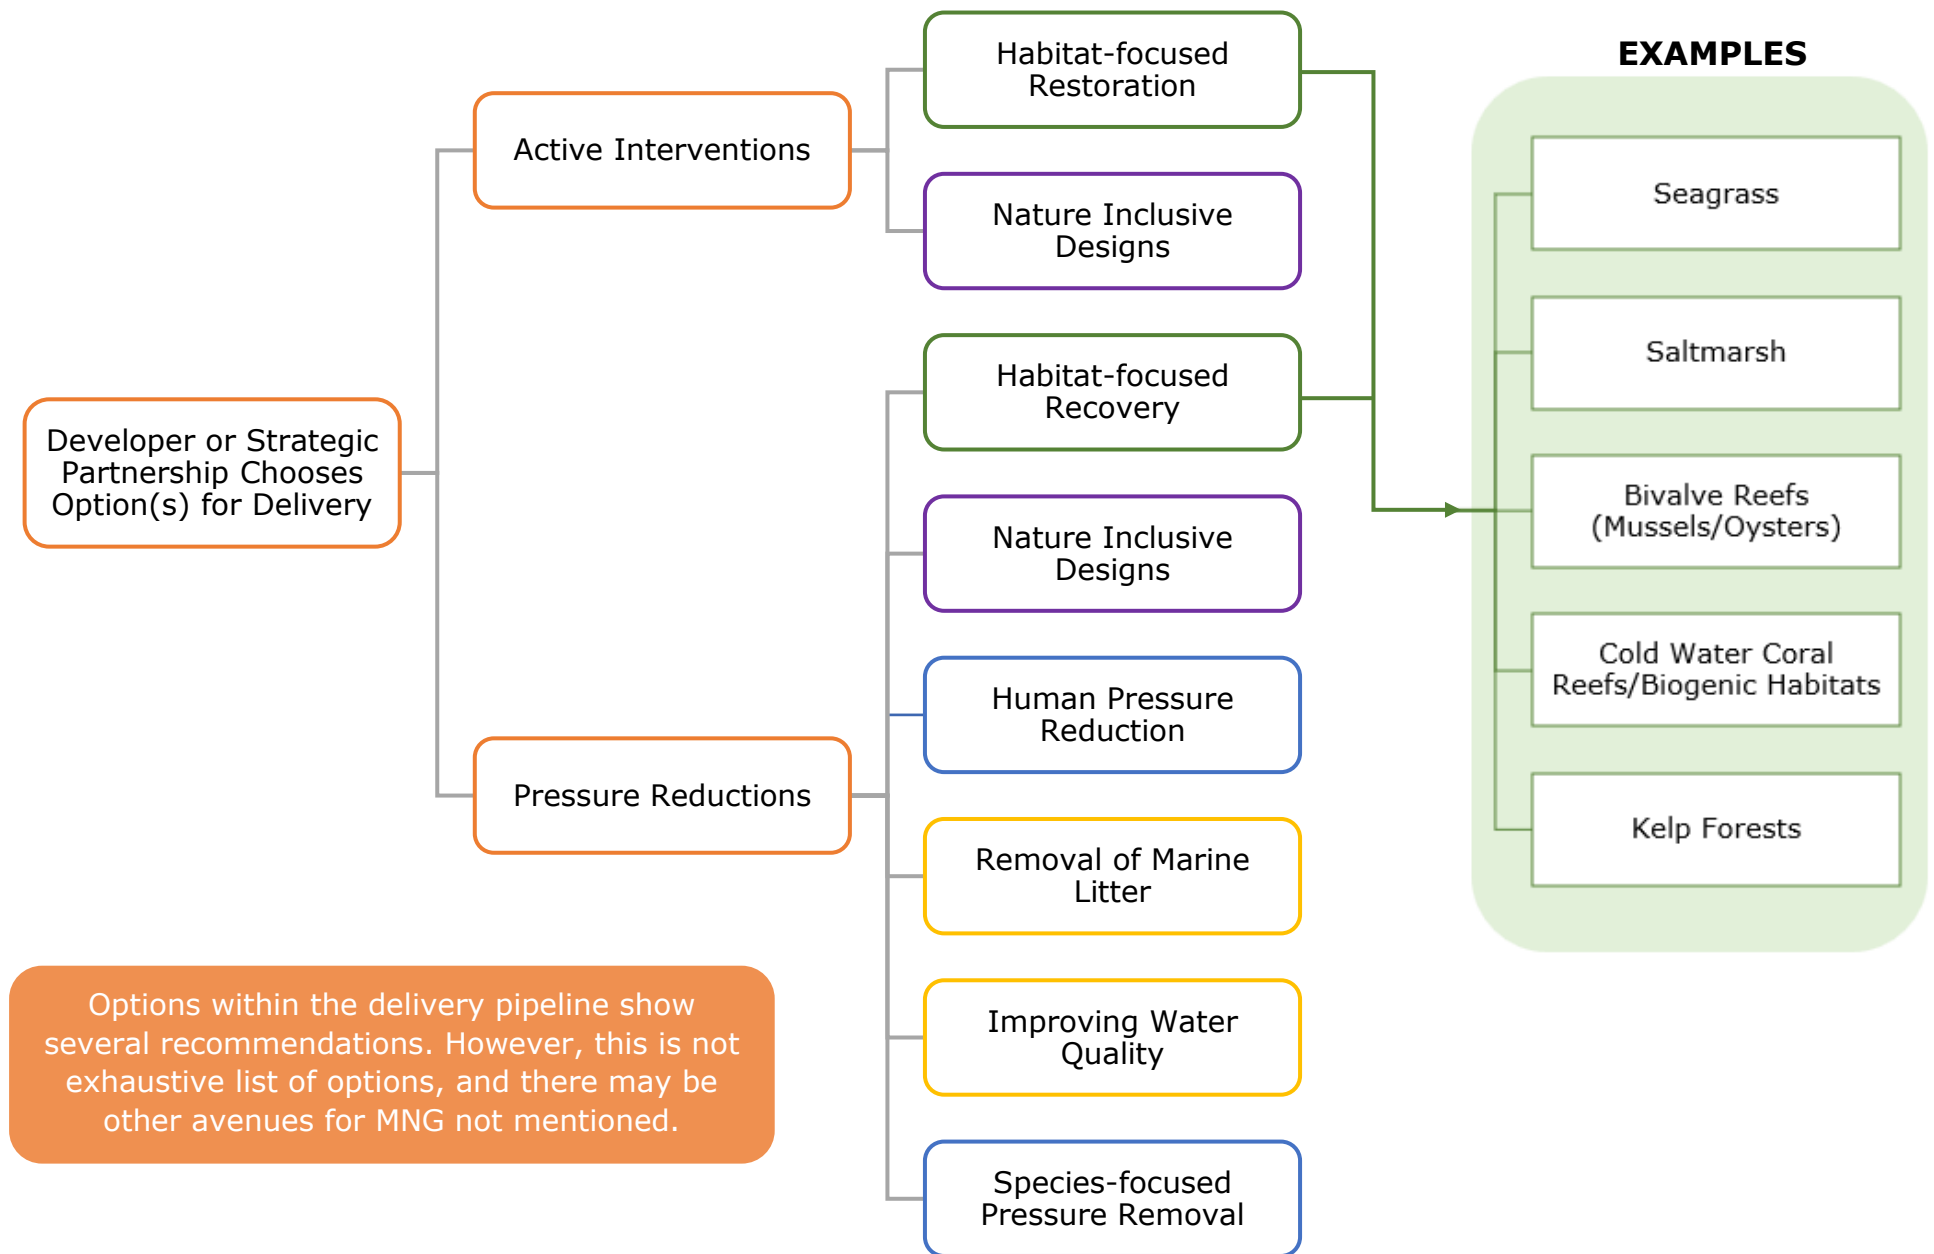 Developer or Strategic
Partnership Chooses
Option(s) for Delivery
Active Interventions
Pressure Reductions
Habitat-focused
Restoration
Nature Inclusive
Designs
Habitat-focused
Recovery
Nature Inclusive
Designs
Human Pressure
Reduction
Removal of Marine
Litter
Improving Water
Quality
Species-focused
Pressure Removal
EXAMPLES
Seagrass
Saltmarsh
Bivalve Reefs
(Mussels/Oysters)
Cold Water Coral
Reefs/Biogenic Habitats
Kelp Forests
Options within the delivery pipeline show
several recommendations. However, this is not
exhaustive list of options, and there may be
other avenues for MNG not mentioned.